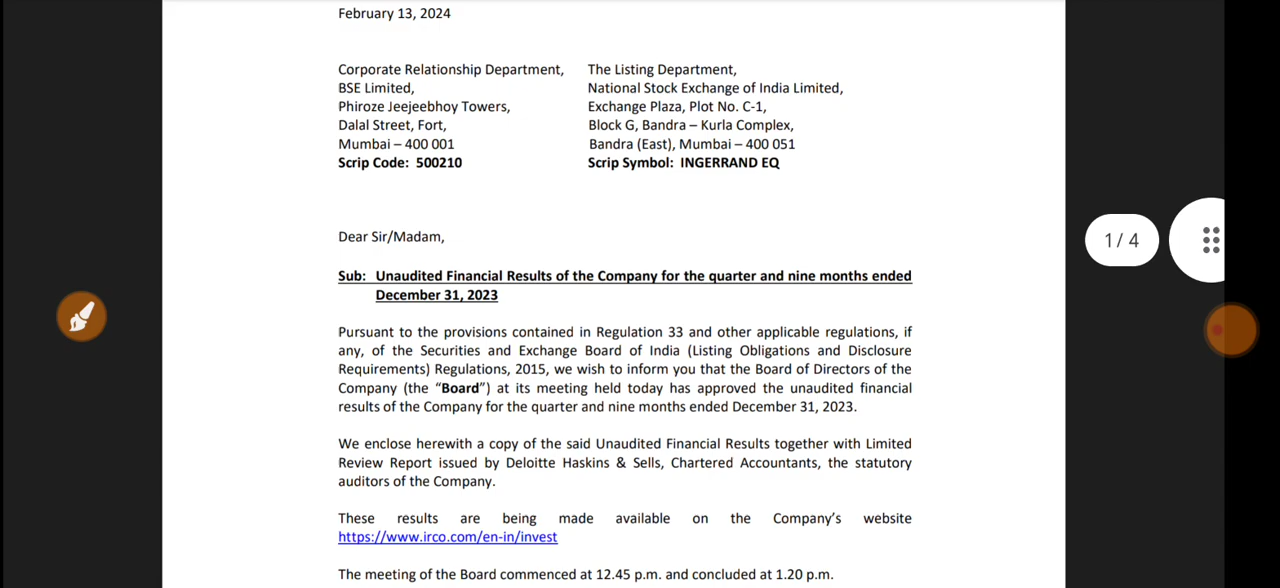 February 13, 2024
Corporate Relationship Department,
BSE Limited,
Phiroze Jeejeebhoy Towers,
Dalal Street, Fort,
Mumbai – 400 001
Scrip Code: 500210
The Listing Department,
National Stock Exchange of India Limited,
Exchange Plaza, Plot No. C-1,
Block G, Bandra – Kurla Complex,
Bandra (East), Mumbai – 400 051
Scrip Symbol: INGERRAND EQ
1 / 4
Dear Sir/Madam,
Sub: Unaudited Financial Results of the Company for the quarter and nine months ended
December 31, 2023
Pursuant to the provisions contained in Regulation 33 and other applicable regulations, if
any, of the Securities and Exchange Board of India (Listing Obligations and Disclosure
Requirements) Regulations, 2015, we wish to inform you that the Board of Directors of the
Company (the “Board”) at its meeting held today has approved the unaudited financial
results of the Company for the quarter and nine months ended December 31, 2023.
We enclose herewith a copy of the said Unaudited Financial Results together with Limited
Review Report issued by Deloitte Haskins & Sells, Chartered Accountants, the statutory
auditors of the Company.
These results are being made available on the Company’s website
https://www.irco.com/en-in/invest
The meeting of the Board commenced at 12.45 p.m. and concluded at 1.20 p.m.